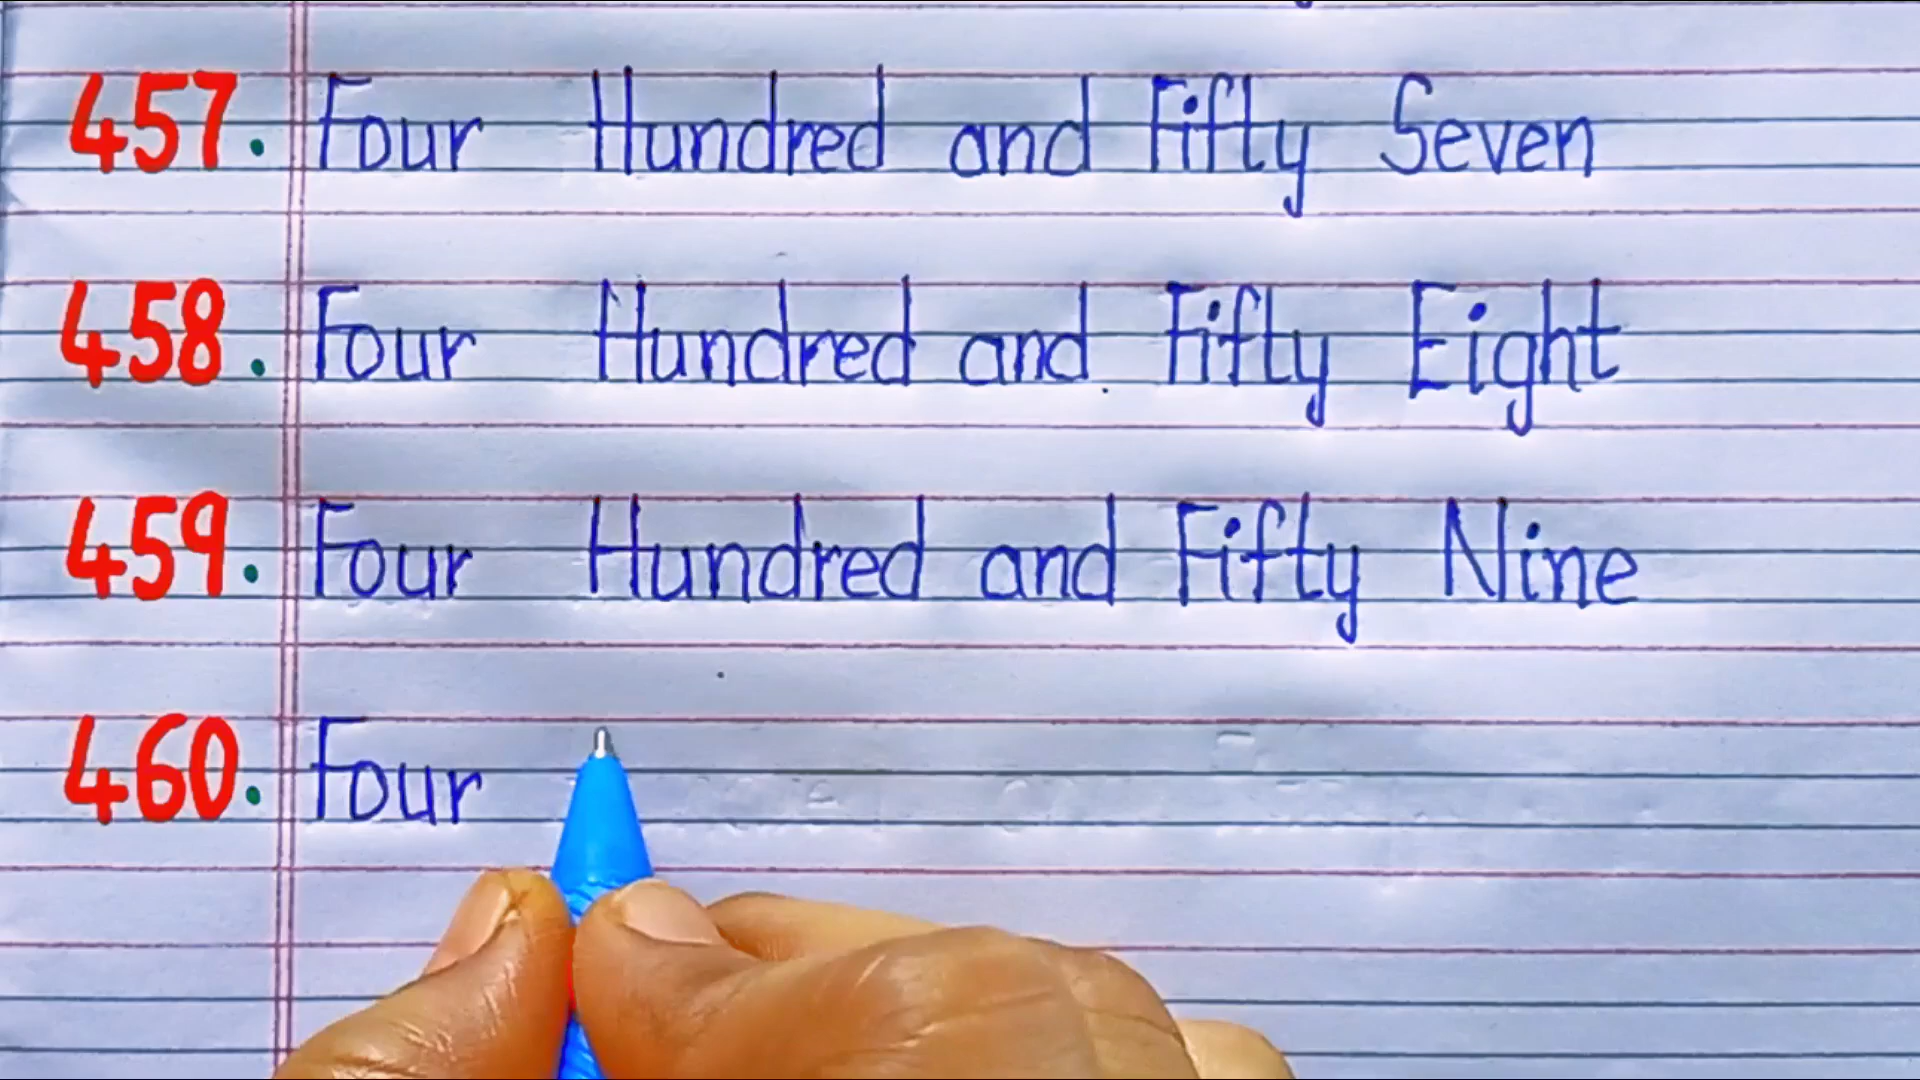 457. Four Hundred and Fifty Seven
458. Four Hundred and Fifty Eight
459. Four Hundred and Fifty Nine
460. Four